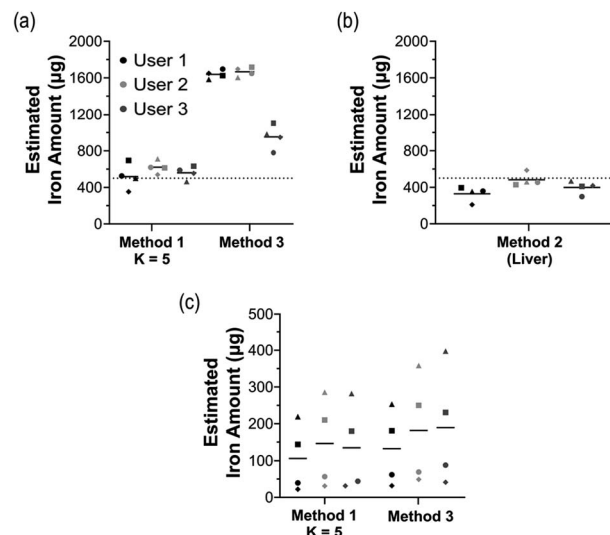 (a)
Estimated
Iron Amount (µg)
2000
1600
1200
800
400
0
User 1
User 2
User 3
Method 1
K = 5
Method 3
(b)
Estimated
Iron Amount (µg)
2000
1600
1200
800
400
0
Method 2
(Liver)
(c)
Estimated
Iron Amount (µg)
500
400
300
200
100
0
Method 1
K = 5
Method 3